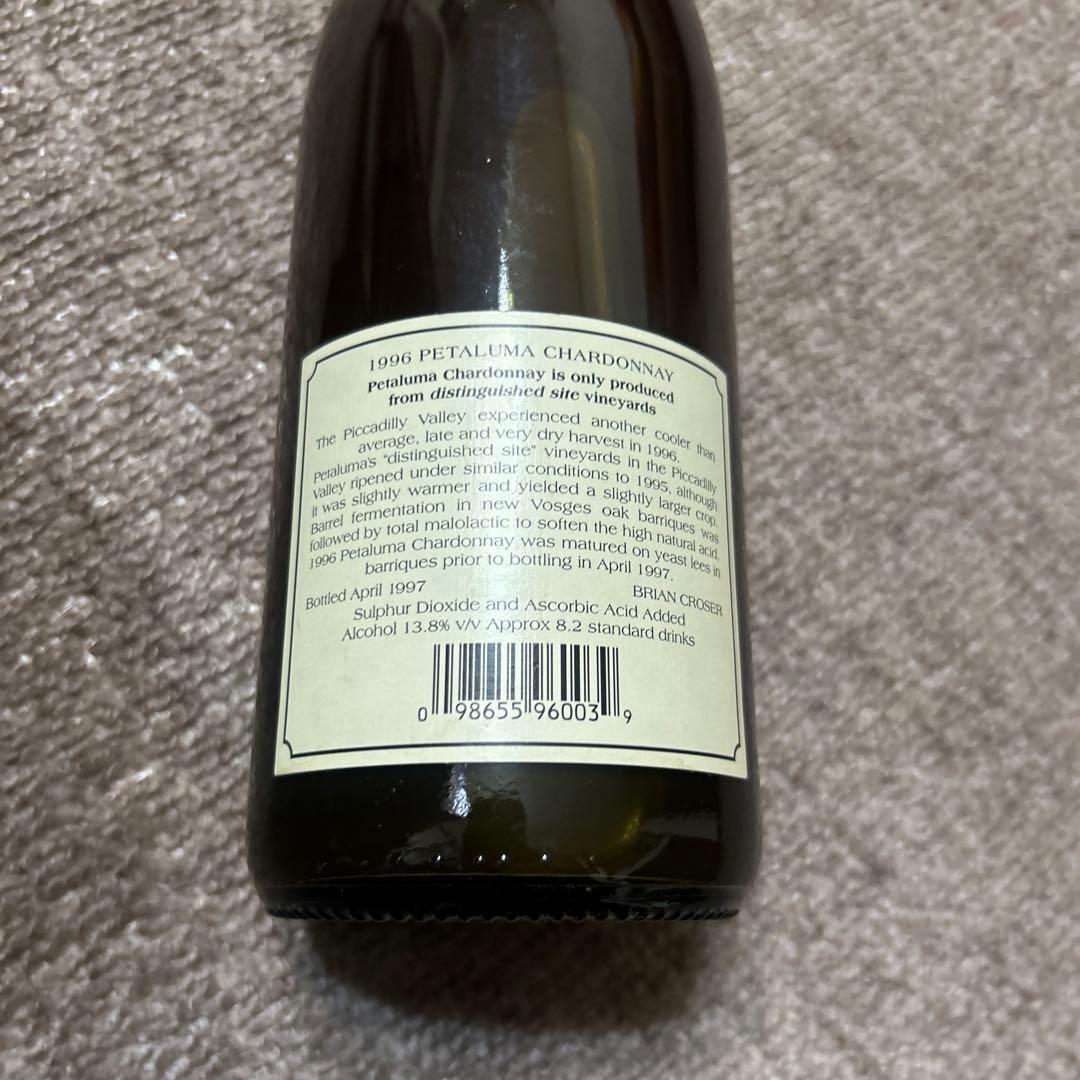 1996 PETALUMA CHARDONNAY
Petaluma Chardonnay is only produced
from distinguished site vineyards
The Piccadilly Valley experienced another cooler than
average, late and very dry harvest in 1996.
Petaluma's "distinguished site" vineyards in the Piccadilly
Valley ripened under similar conditions to 1995, although
it was slightly warmer and yielded a slightly larger crop.
Barrel fermentation in new Vosges oak barriques was
followed by total malolactic to soften the high natural acid.
1996 Petaluma Chardonnay was matured on yeast lees in
barriques prior to bottling in April 1997.
Bottled April 1997 BRIAN CROSER
Sulphur Dioxide and Ascorbic Acid Added
Alcohol 13.8% v/v Approx 8.2 standard drinks
0 98655 96003 9